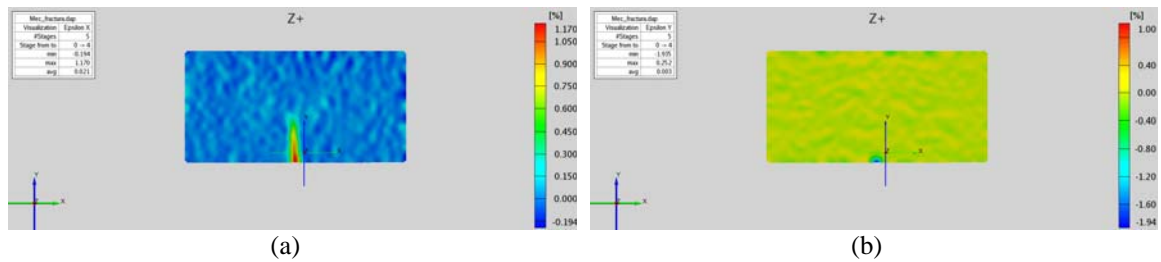 Mec_fractura.dap
Visualization Epsilon X
#Stages 5
Stage from to 0 → 4
min -0.194
max 1.170
avg 0.021
Z+
[%]
1.170
1.050
0.900
0.750
0.600
0.450
0.300
0.150
0.000
-0.194
Y
Z X
Y
Z X
(a)
Mec_fractura.dap
Visualization Epsilon Y
#Stages 5
Stage from to 0 → 4
min -1.935
max 0.252
avg 0.003
Z+
[%]
1.00
0.40
0.00
-0.40
-0.80
-1.20
-1.60
-1.94
Y
Z X
Y
Z X
(b)